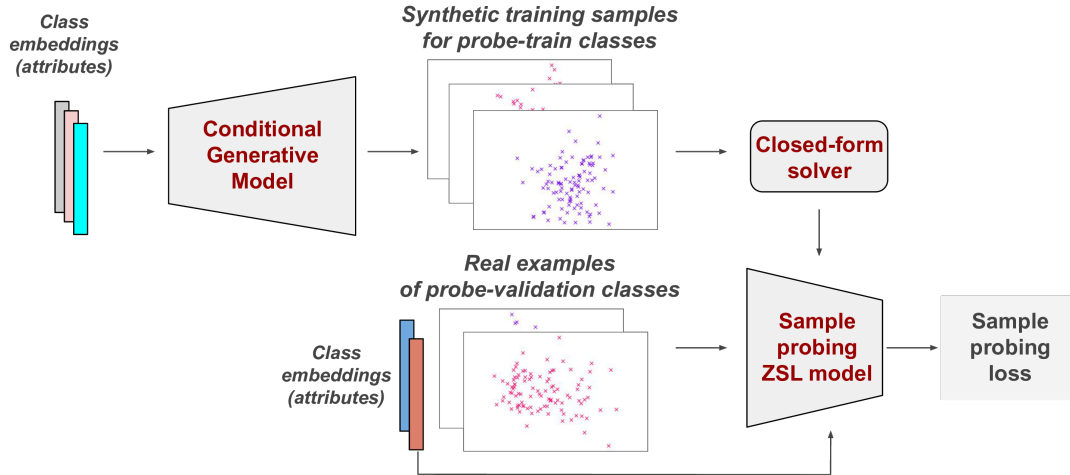 Class
embeddings
(attributes)
Synthetic training samples
for probe-train classes
Conditional
Generative
Model
Closed-form
solver
Real examples
of probe-validation classes
Class
embeddings
(attributes)
Sample
probing
ZSL model
Sample
probing
loss